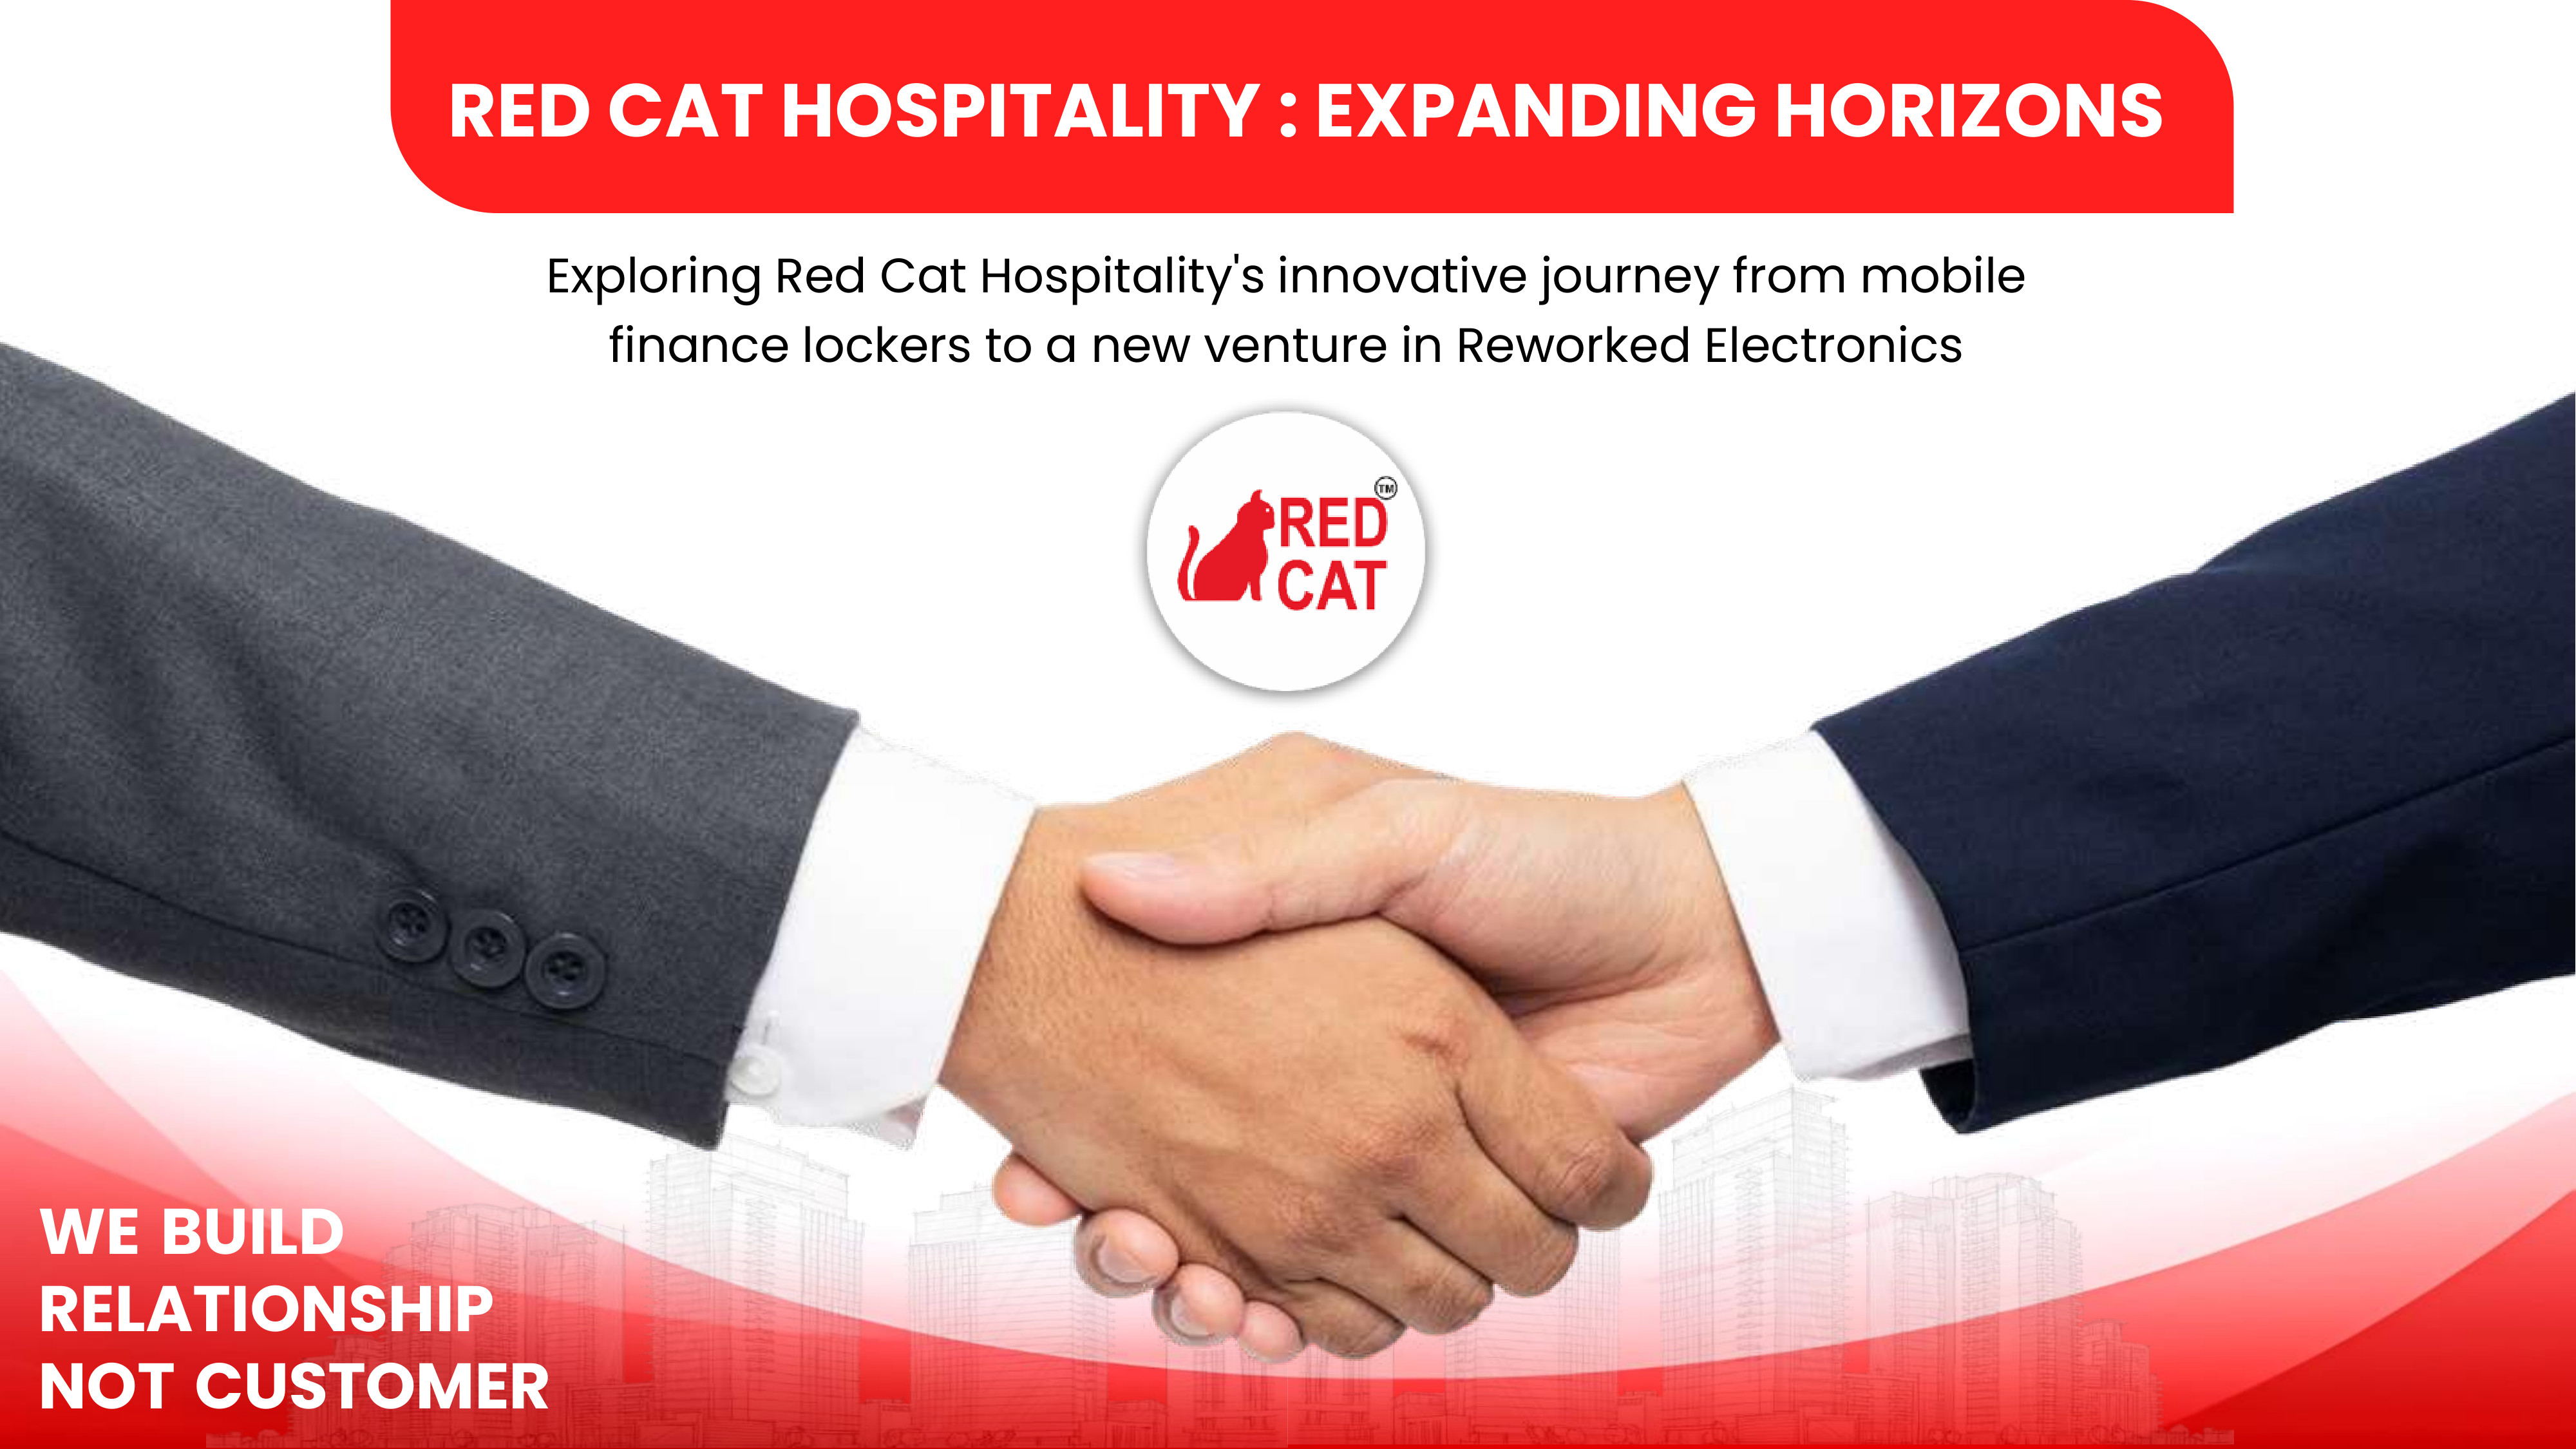 RED CAT HOSPITALITY : EXPANDING HORIZONS
Exploring Red Cat Hospitality's innovative journey from mobile
finance lockers to a new venture in Reworked Electronics
TM
RED
CAT
WE BUILD
RELATIONSHIP
NOT CUSTOMER